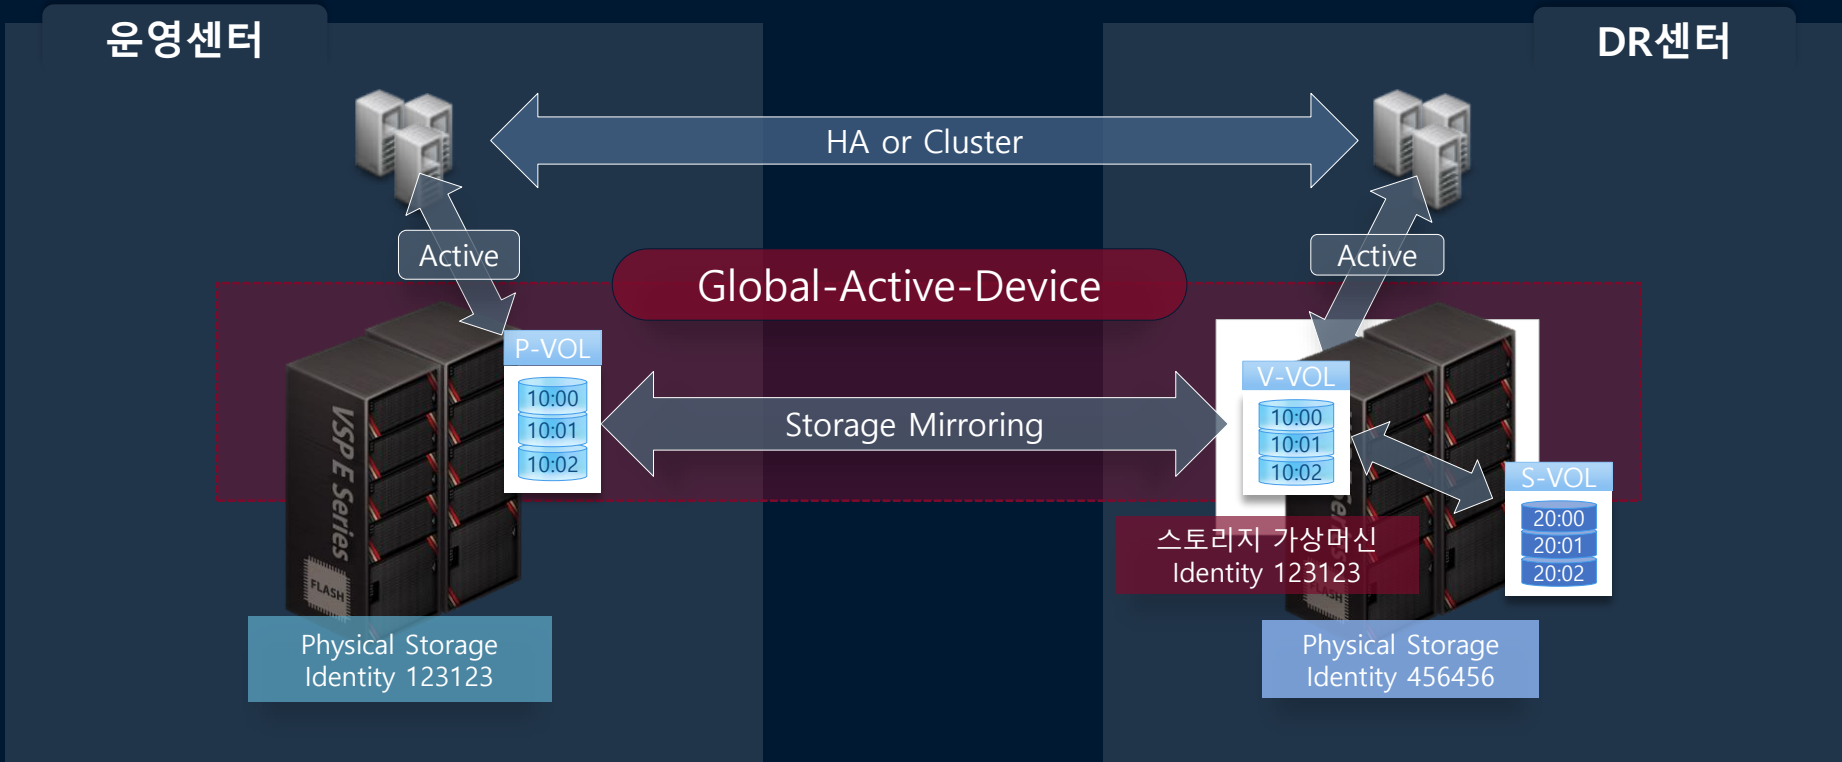 운영센터
DR센터
HA or Cluster
Active
Active
Global-Active-Device
P-VOL
10:00
10:01
10:02
VSP E Series
FLASH
Storage Mirroring
V-VOL
10:00
10:01
10:02
S-VOL
20:00
20:01
20:02
스토리지 가상머신
Identity 123123
Physical Storage
Identity 123123
Physical Storage
Identity 456456